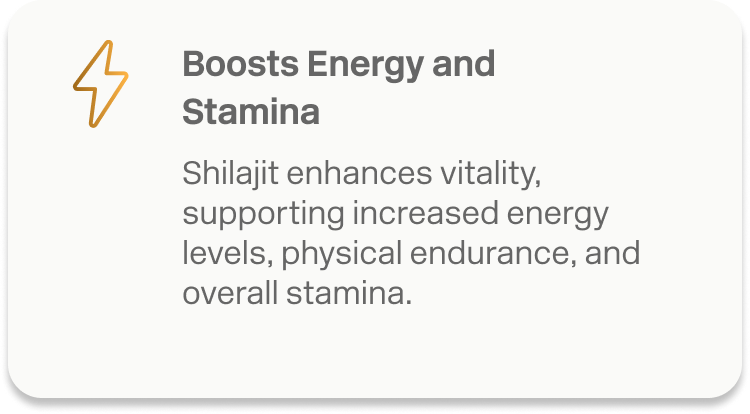 Boosts Energy and
Stamina
Shilajit enhances vitality,
supporting increased energy
levels, physical endurance, and
overall stamina.